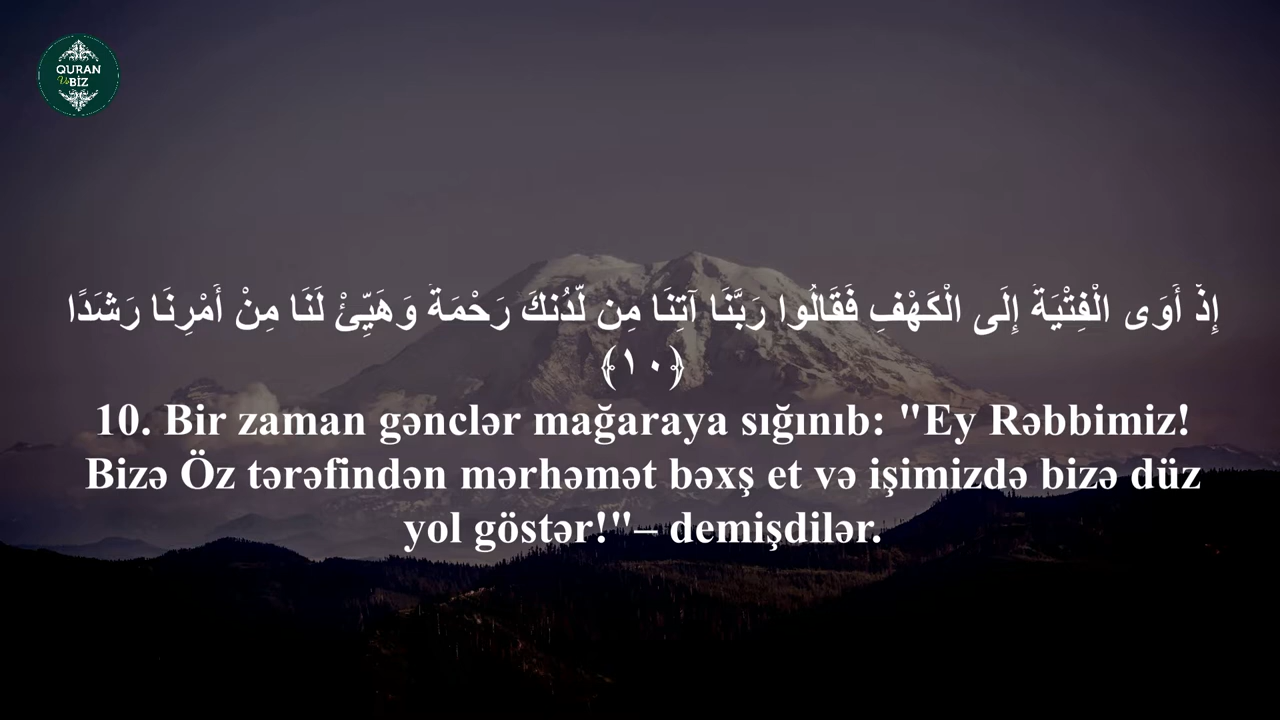 QURAN
Və BİZ
إِذْ أَوَى الْفِتْيَةُ إِلَى الْكَهْفِ فَقَالُوا رَبَّنَا آتِنَا مِن لَّدُنكَ رَحْمَةً وَهَيِّئْ لَنَا مِنْ أَمْرِنَا رَشَدًا
﴿١٠﴾
10. Bir zaman gənclər mağaraya sığınıb: "Ey Rəbbimiz!
Bizə Öz tərəfindən mərhəmət bəxş et və işimizdə bizə düz
yol göstər!"– demişdilər.